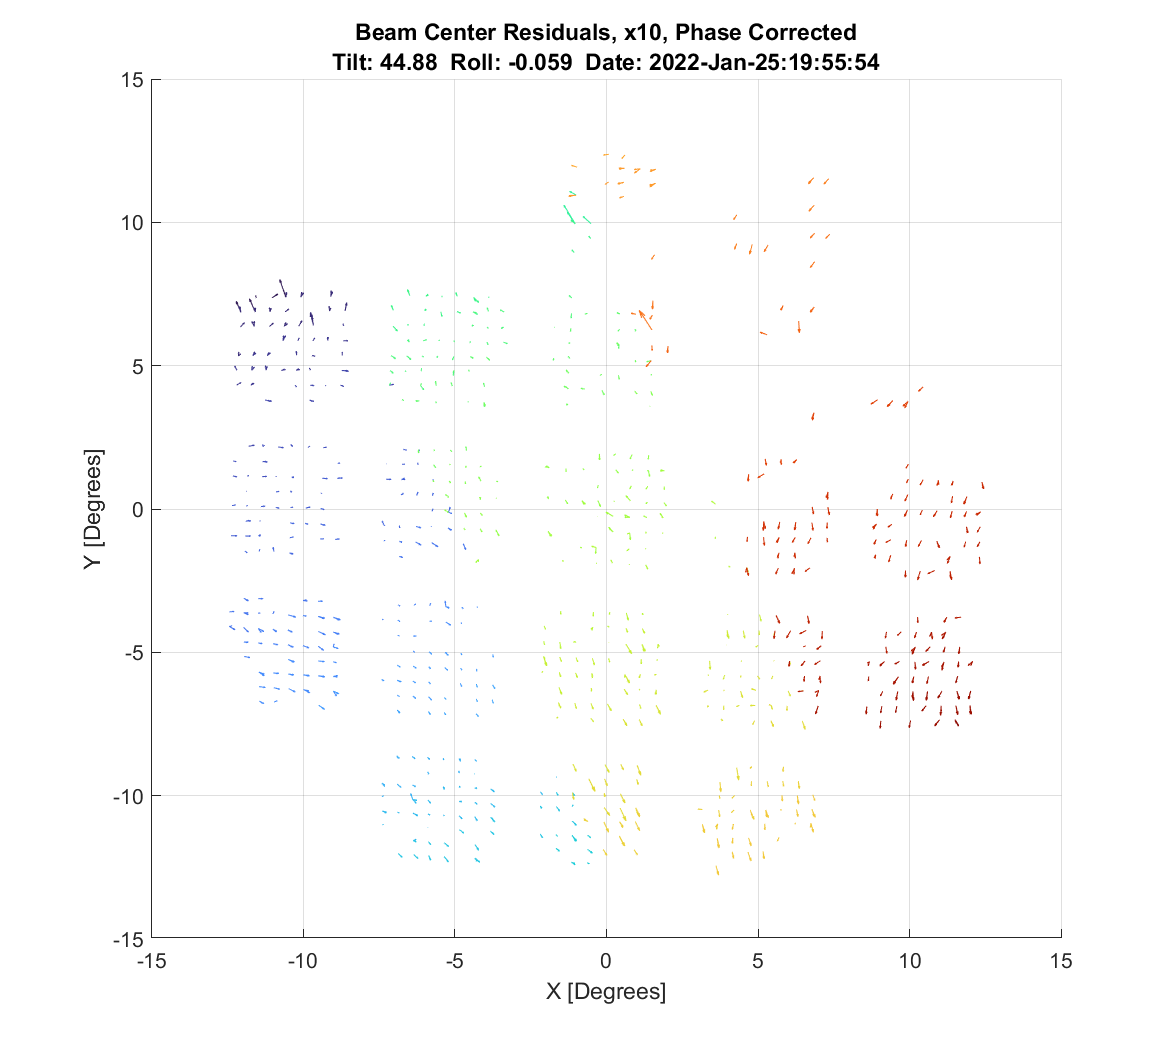 Beam Center Residuals, x10, Phase Corrected
Tilt: 44.88 Roll: -0.059 Date: 2022-Jan-25:19:55:54
15
10
5
0
-5
-10
-15
Y [Degrees]
-15 -10 -5 0 5 10 15
X [Degrees]